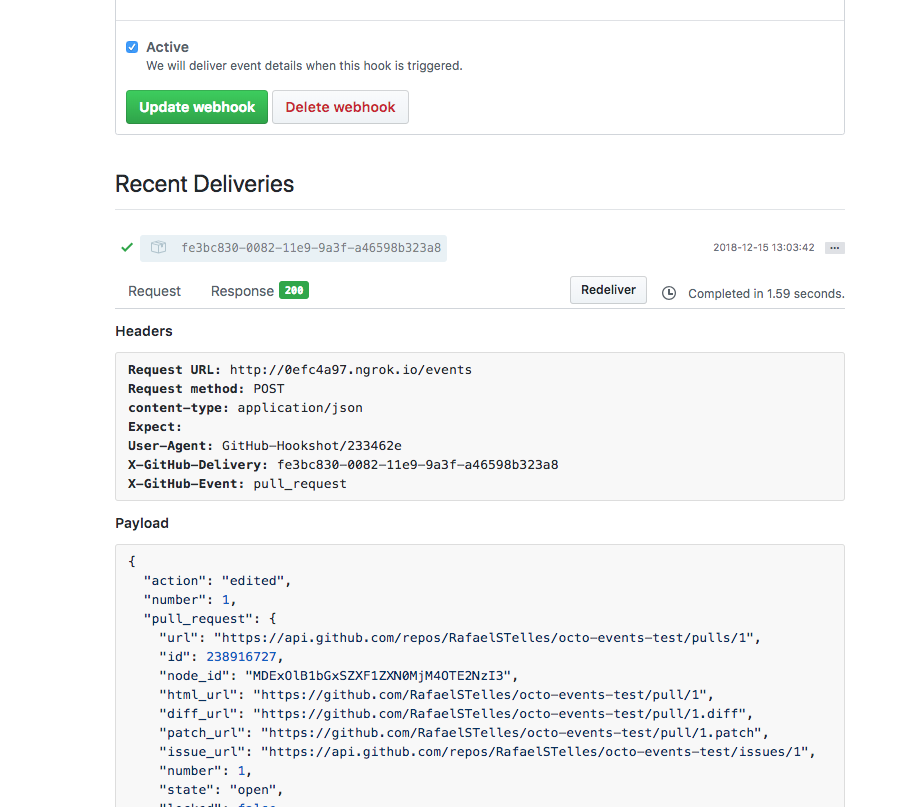 Active
We will deliver event details when this hook is triggered.
Update webhook Delete webhook
Recent Deliveries
fe3bc830-0082-11e9-9a3f-a46598b323a8 2018-12-15 13:03:42 ...
Request Response 200 Redeliver Completed in 1.59 seconds.
Headers
Request URL: http://0efc4a97.ngrok.io/events
Request method: POST
content-type: application/json
Expect:
User-Agent: GitHub-Hookshot/233462e
X-GitHub-Delivery: fe3bc830-0082-11e9-9a3f-a46598b323a8
X-GitHub-Event: pull_request
Payload
{
"action": "edited",
"number": 1,
"pull_request": {
"url": "https://api.github.com/repos/RafaelSTelles/octo-events-test/pulls/1",
"id": 238916727,
"node_id": "MDExOlB1bGxSZXF1ZXN0MjM4OTE2NzI3",
"html_url": "https://github.com/RafaelSTelles/octo-events-test/pull/1",
"diff_url": "https://github.com/RafaelSTelles/octo-events-test/pull/1.diff",
"patch_url": "https://github.com/RafaelSTelles/octo-events-test/pull/1.patch",
"issue_url": "https://api.github.com/repos/RafaelSTelles/octo-events-test/issues/1",
"number": 1,
"state": "open",
"locked": false,